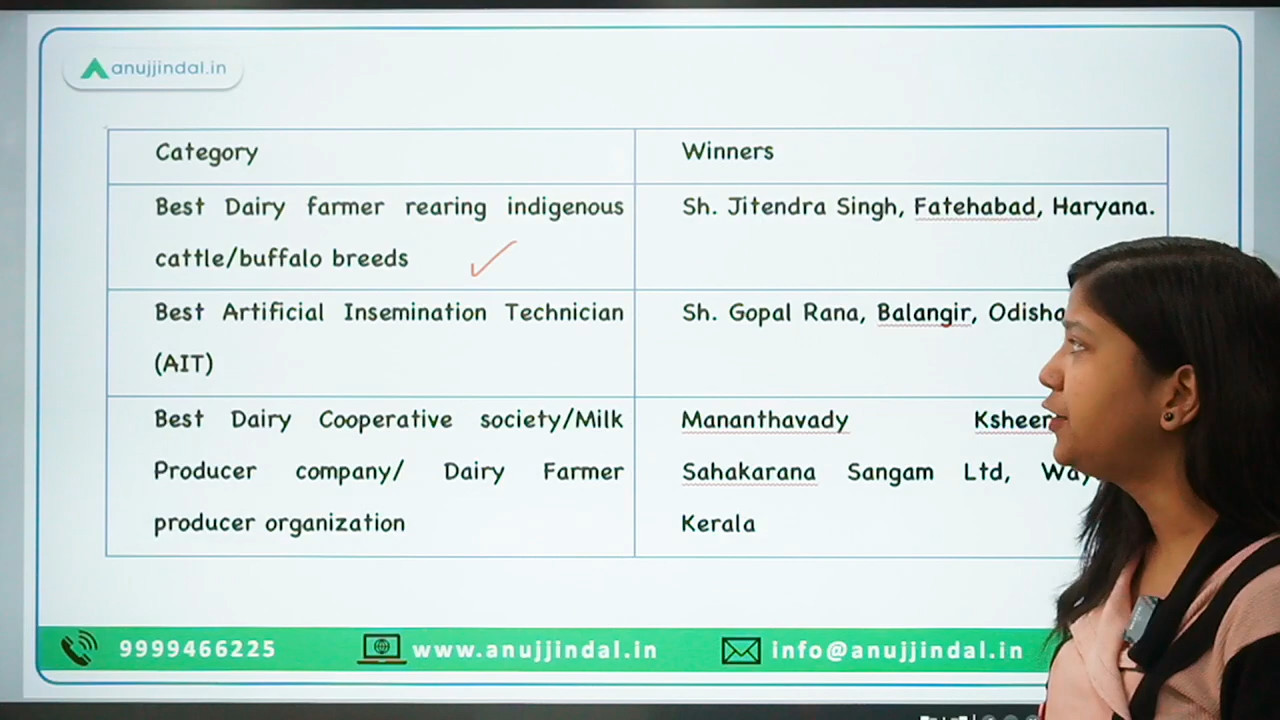 anujjindal.in
Category
Winners
Best Dairy farmer rearing indigenous
cattle/buffalo breeds
Sh. Jitendra Singh, Fatehabad, Haryana.
Best Artificial Insemination Technician
(AIT)
Sh. Gopal Rana, Balangir, Odisha
Best Dairy Cooperative society/Milk
Producer company/ Dairy Farmer
producer organization
Mananthavady
Sahakarana Sangam Ltd,
Kerala
9999466225
www.anujjindal.in
info@anujjindal.in